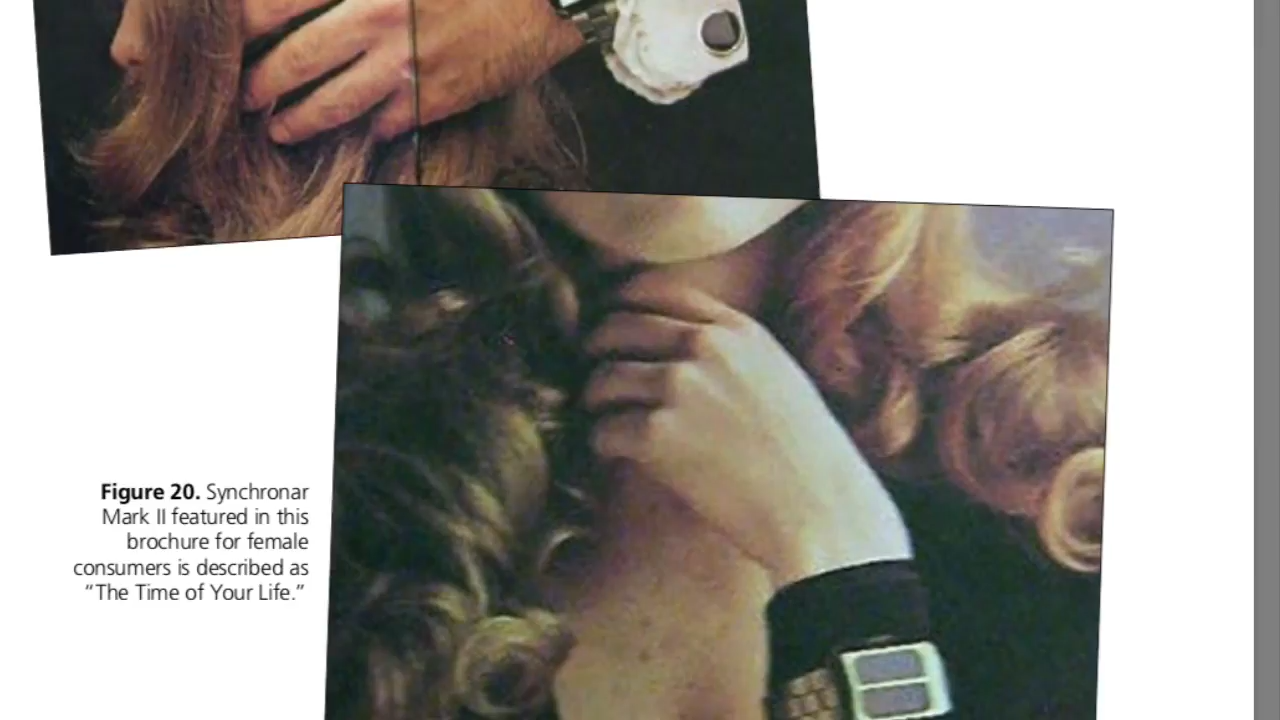 Figure 20. Synchronar
Mark II featured in this
brochure for female
consumers is described as
“The Time of Your Life.”